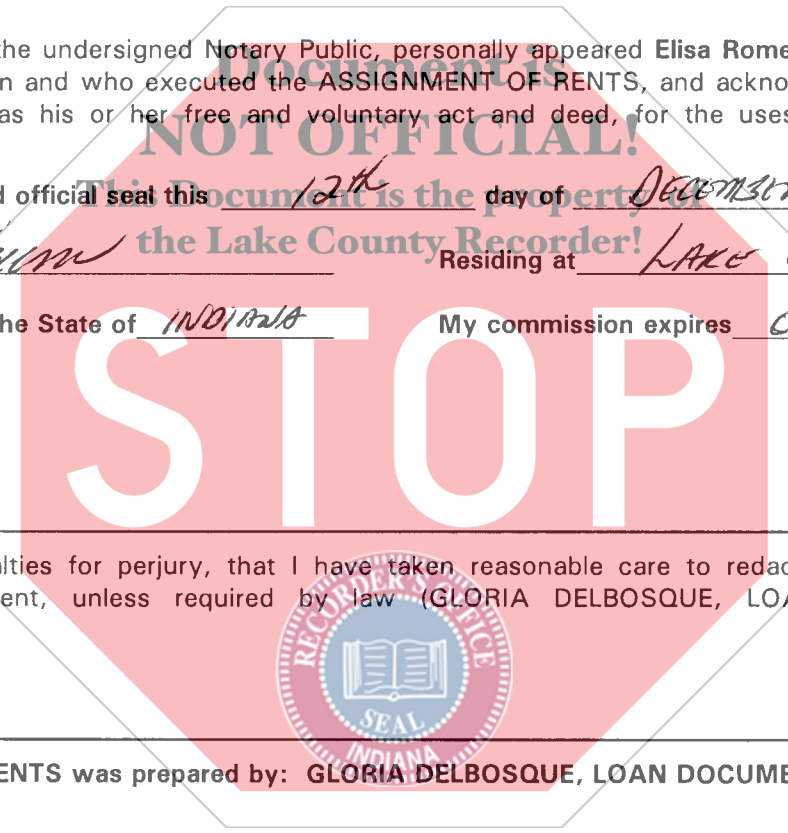 the undersigned Notary Public, personally appeared Elisa Rome
n and who executed the ASSIGNMENT OF RENTS, and ackno
as his or her free and voluntary act and deed, for the uses
Document is
NOT OFFICIAL!
This Document is the property of
the Lake County Recorder!
d official seal this 12th day of DECEMBER
Residing at LAKE
he State of INDIANA My commission expires
STOP
lties for perjury, that I have taken reasonable care to redac
ent, unless required by law (GLORIA DELBOSQUE, LOA
RECORDER'S OFFICE
SEAL
INDIANA
ENTS was prepared by: GLORIA DELBOSQUE, LOAN DOCUME